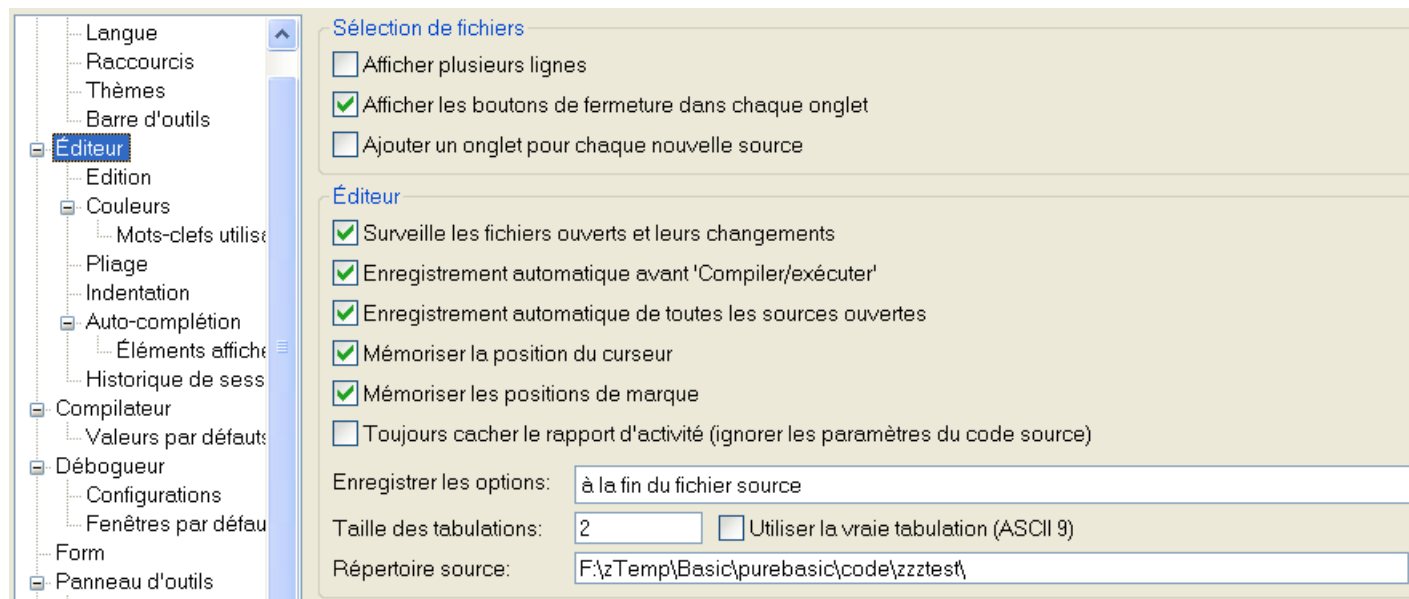 Langue
Raccourcis
Thèmes
Barre d'outils
Éditeur
Edition
Couleurs
Mots-clefs utilisa
Pliage
Indentation
Auto-complétion
Éléments affiche
Historique de sess
Compilateur
Valeurs par défauts
Débogueur
Configurations
Fenêtres par défau
Form
Panneau d'outils
Sélection de fichiers
Afficher plusieurs lignes
Afficher les boutons de fermeture dans chaque onglet
Ajouter un onglet pour chaque nouvelle source
Éditeur
Surveille les fichiers ouverts et leurs changements
Enregistrement automatique avant 'Compiler/exécuter'
Enregistrement automatique de toutes les sources ouvertes
Mémoriser la position du curseur
Mémoriser les positions de marque
Toujours cacher le rapport d'activité (ignorer les paramètres du code source)
Enregistrer les options: à la fin du fichier source
Taille des tabulations: 2 Utiliser la vraie tabulation (ASCII 9)
Répertoire source: F:\zTemp\Basic\purebasic\code\zzztest\